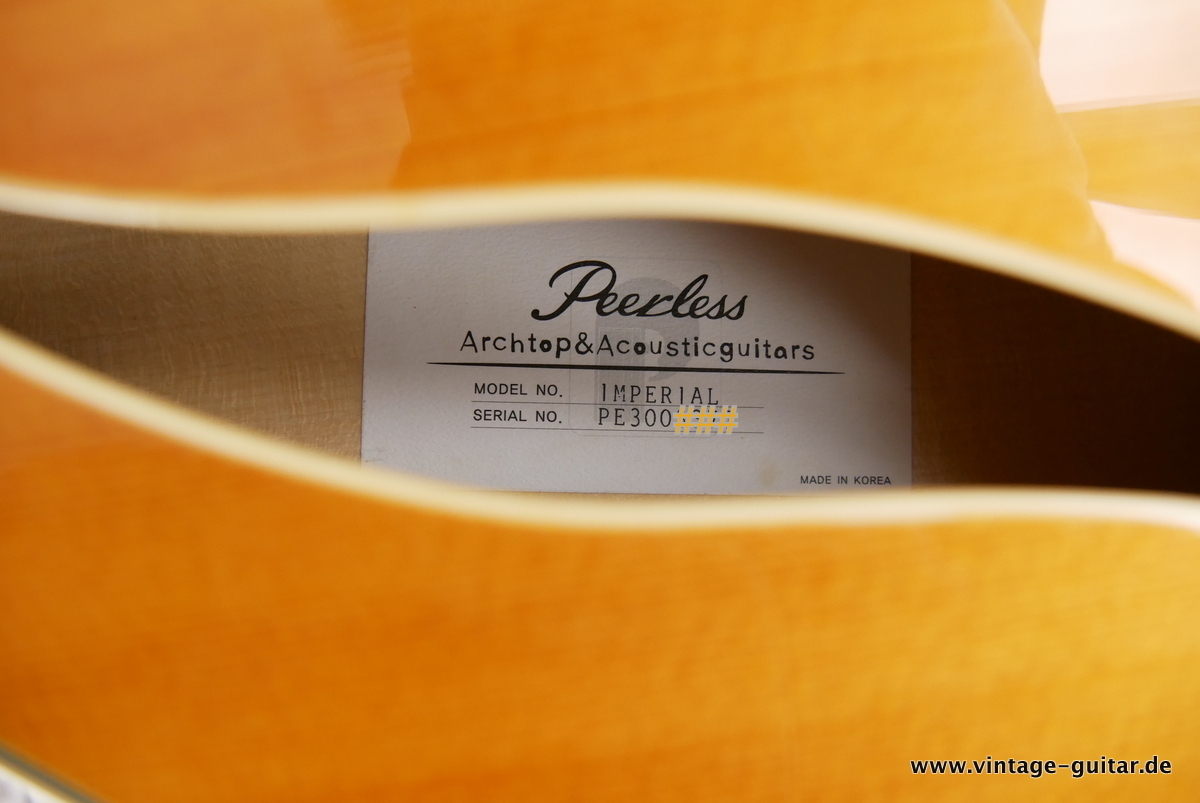 Peerless
Archtop&Acousticguitars
MODEL NO. IMPERIAL
SERIAL NO. PE300###
MADE IN KOREA
www.vintage-guitar.de